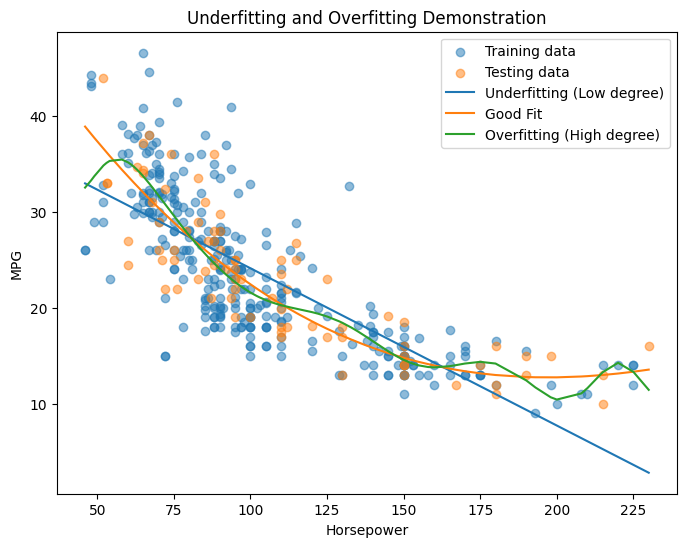 Underfitting and Overfitting Demonstration
Training data
Testing data
Underfitting (Low degree)
Good Fit
Overfitting (High degree)
MPG
40
30
20
10
50
75
100
125
150
175
200
225
Horsepower